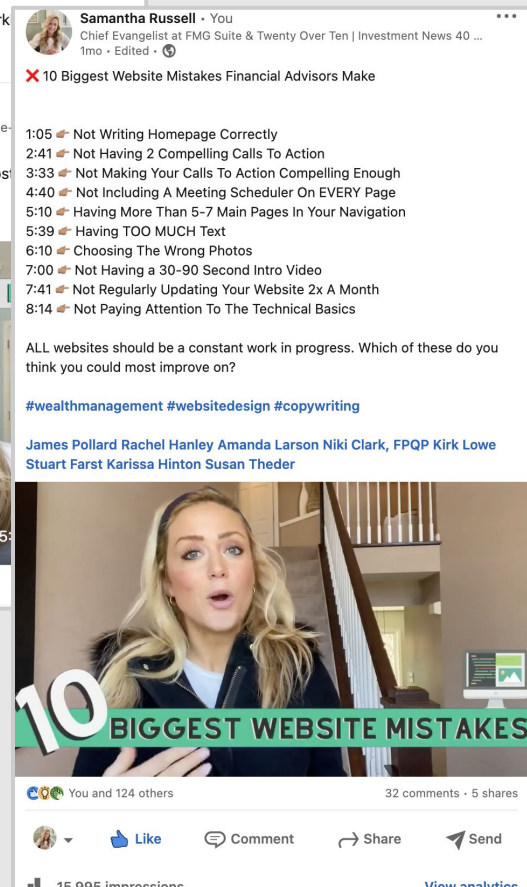 Samantha Russell • You
Chief Evangelist at FMG Suite & Twenty Over Ten | Investment News 40 ...
1mo • Edited •
❌ 10 Biggest Website Mistakes Financial Advisors Make
1:05 👉🏽 Not Writing Homepage Correctly
2:41 👉🏽 Not Having 2 Compelling Calls To Action
3:33 👉🏽 Not Making Your Calls To Action Compelling Enough
4:40 👉🏽 Not Including A Meeting Scheduler On EVERY Page
5:10 👉🏽 Having More Than 5-7 Main Pages In Your Navigation
5:39 👉🏽 Having TOO MUCH Text
6:10 👉🏽 Choosing The Wrong Photos
7:00 👉🏽 Not Having a 30-90 Second Intro Video
7:41 👉🏽 Not Regularly Updating Your Website 2x A Month
8:14 👉🏽 Not Paying Attention To The Technical Basics
ALL websites should be a constant work in progress. Which of these do you
think you could most improve on?
#wealthmanagement #websitedesign #copywriting
James Pollard Rachel Hanley Amanda Larson Niki Clark, FPQP Kirk Lowe
Stuart Farst Karissa Hinton Susan Theder
10 BIGGEST WEBSITE MISTAKES
You and 124 others
32 comments • 5 shares
Like
Comment
Share
Send
15,995 impressions
View analytics